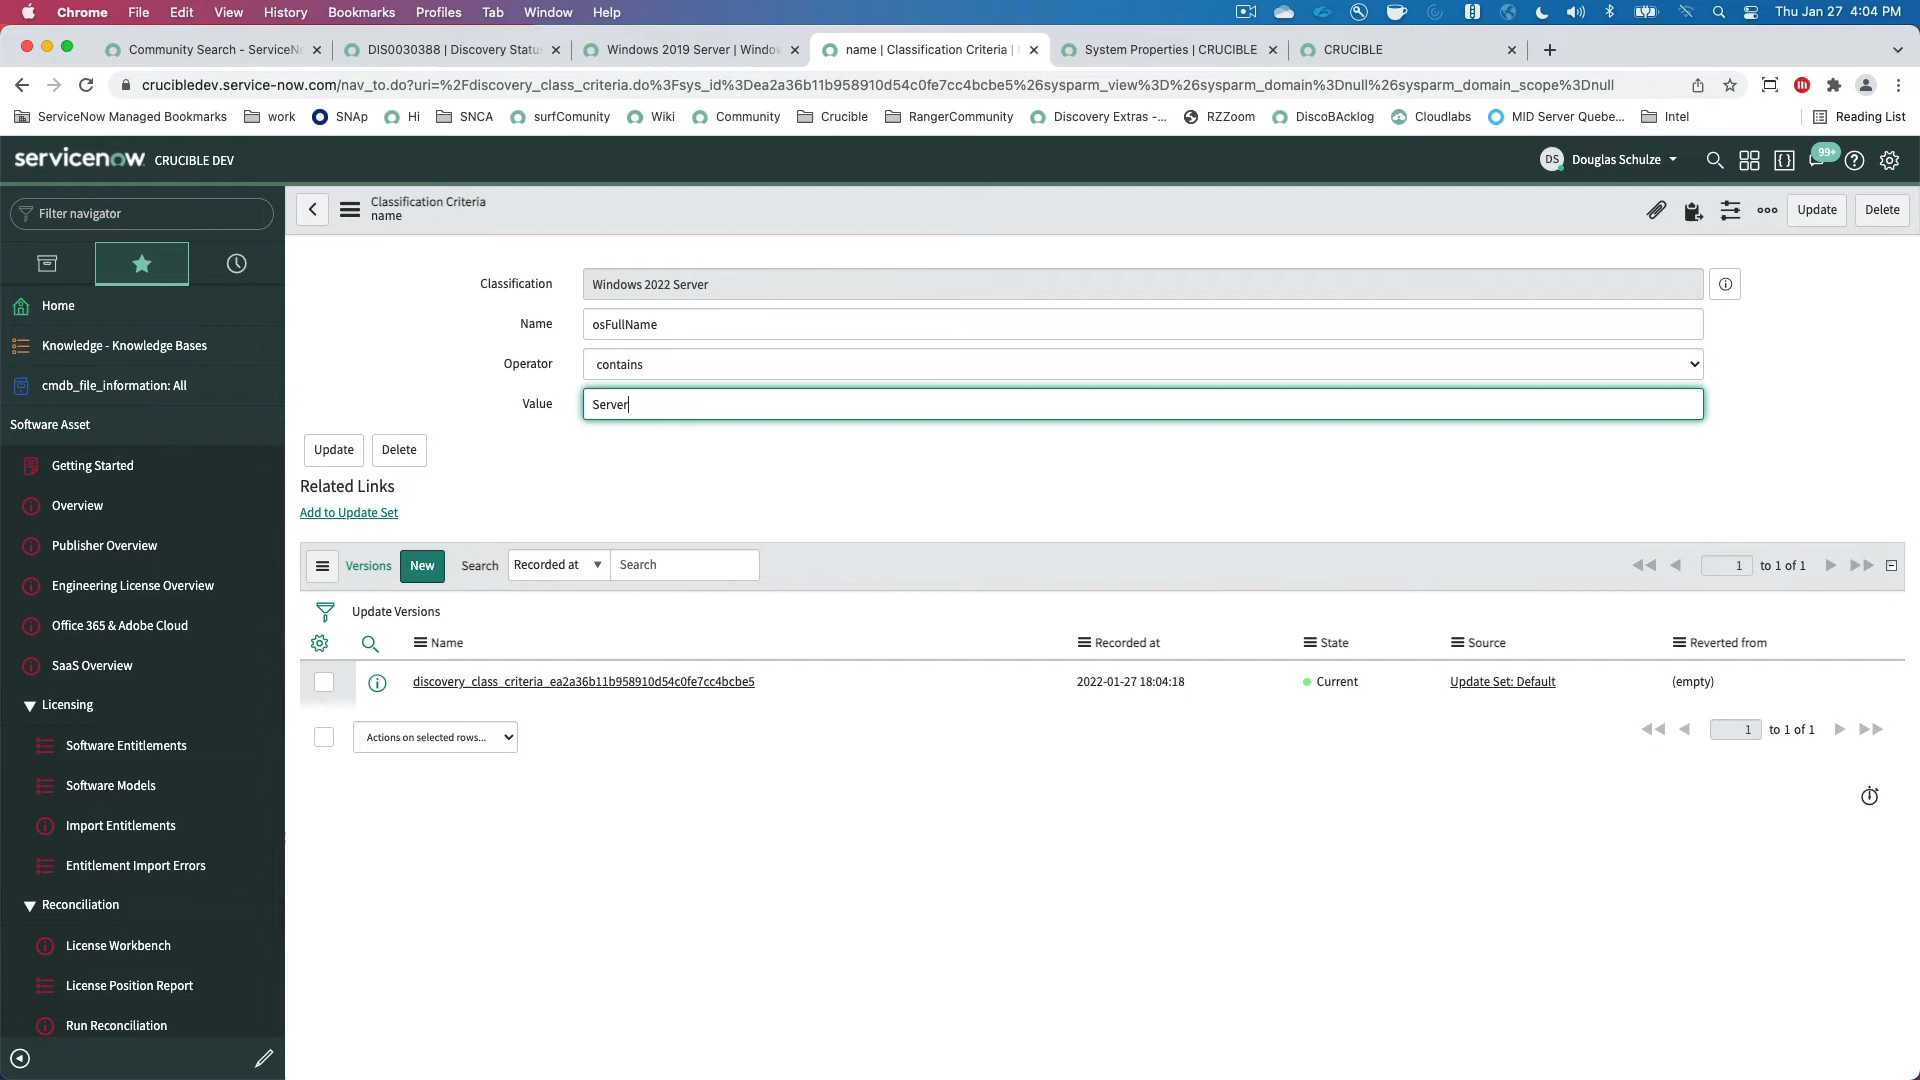 Chrome File Edit View History Bookmarks Profiles Tab Window Help Thu Jan 27 4:04 PM
Community Search - ServiceN DIS0030388 | Discovery Status Windows 2019 Server | Windo name | Classification Criteria | System Properties | CRUCIBLE CRUCIBLE
crucibledev.service-now.com/nav_to.do?uri=%2Fdiscovery_class_criteria.do%3Fsys_id%3Dea2a36b11b958910d54c0fe7cc4bcbe5%26sysparm_view%3D%26sysparm_domain%3Dnull%26sysparm_domain_scope%3Dnull
ServiceNow Managed Bookmarks work SNAp Hi SNCA surfComunity Wiki Community Crucible RangerCommunity Discovery Extras -... RZZoom DiscoBAcklog Cloudlabs MID Server Quebe... Intel Reading List
servicenow CRUCIBLE DEV DS Douglas Schulze 99+
Filter navigator
Classification Criteria
name
Update Delete
Home
Knowledge - Knowledge Bases
cmdb_file_information: All
Software Asset
Getting Started
Overview
Publisher Overview
Engineering License Overview
Office 365 & Adobe Cloud
SaaS Overview
Licensing
Software Entitlements
Software Models
Import Entitlements
Entitlement Import Errors
Reconciliation
License Workbench
License Position Report
Run Reconciliation
Classification Windows 2022 Server
Name osFullName
Operator contains
Value Server
Update Delete
Related Links
Add to Update Set
Versions New Search Recorded at Search 1 to 1 of 1
Update Versions
Name Recorded at State Source Reverted from
discovery_class_criteria_ea2a36b11b958910d54c0fe7cc4bcbe5 2022-01-27 18:04:18 Current Update Set: Default (empty)
Actions on selected rows... 1 to 1 of 1